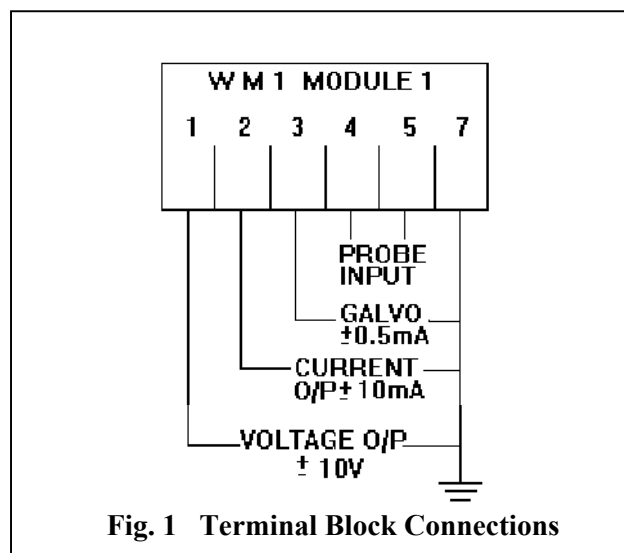 W M 1 MODULE 1
1 2 3 4 5 7
PROBE
INPUT
GALVO
±0.5mA
CURRENT
O/P± 10mA
VOLTAGE O/P
± 10V
Fig. 1 Terminal Block Connections